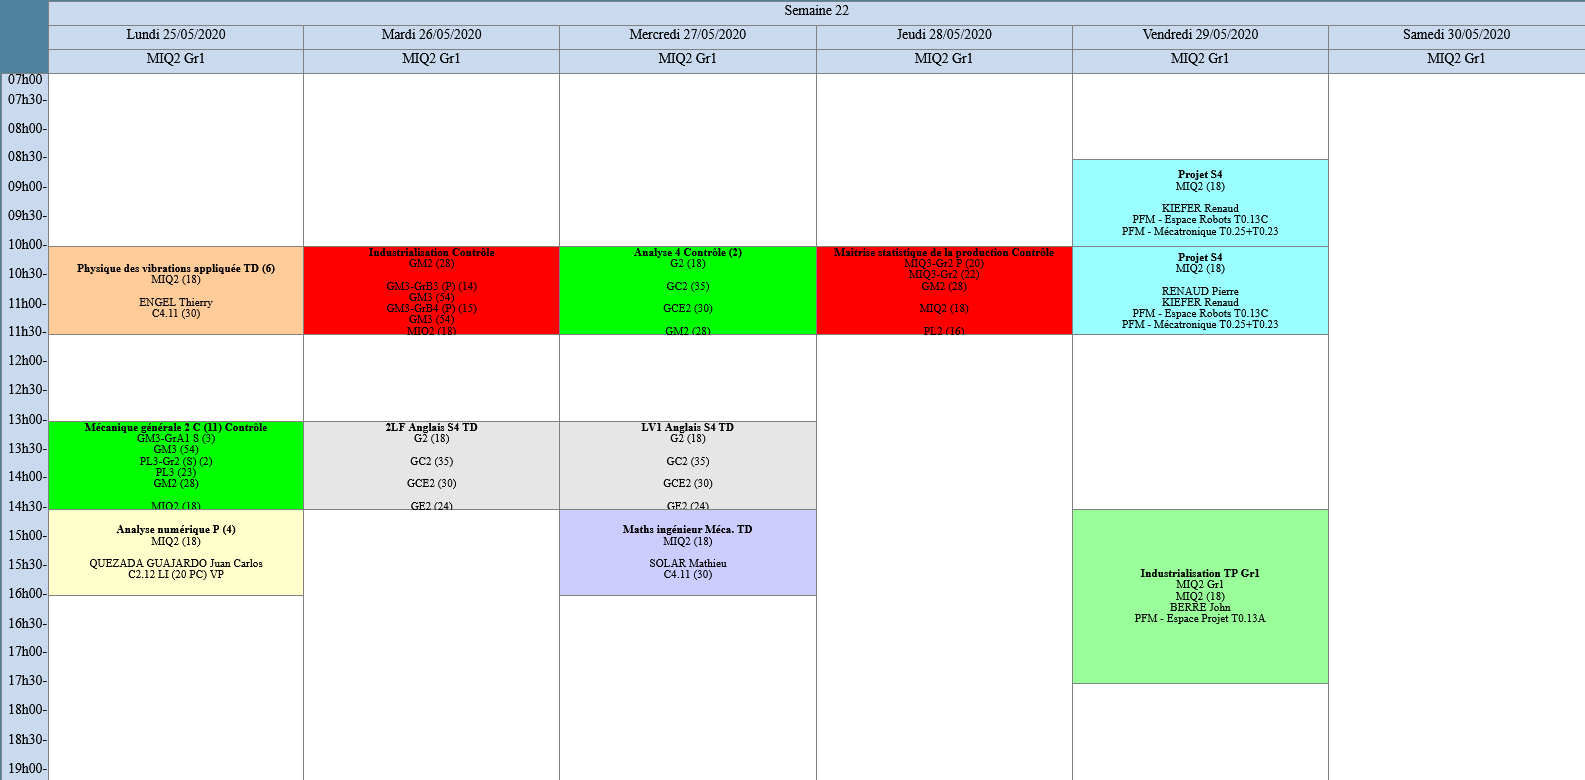 Semaine 22
Lundi 25/05/2020
Mardi 26/05/2020
Mercredi 27/05/2020
Jeudi 28/05/2020
Vendredi 29/05/2020
Samedi 30/05/2020
MIQ2 Gr1
MIQ2 Gr1
MIQ2 Gr1
MIQ2 Gr1
MIQ2 Gr1
MIQ2 Gr1
07h00
07h30-
08h00-
08h30-
09h00-
09h30-
10h00-
10h30-
11h00-
11h30-
12h00-
12h30-
13h00-
13h30-
14h00-
14h30-
15h00-
15h30-
16h00-
16h30-
17h00-
17h30-
18h00-
18h30-
19h00-
Physique des vibrations appliquée TD (6)
MIQ2 (18)
ENGEL Thierry
C4.11 (30)
Mécanique générale 2 C (11) Contrôle
GM3-GrA1 S (3)
GM3 (54)
PL3-Gr2 (S) (2)
PL3 (23)
GM2 (28)
MIQ2 (18)
Analyse numérique P (4)
MIQ2 (18)
QUEZADA GUAJARDO Juan Carlos
C2.12 LI (20 PC) VP
Industrialisation Contrôle
GM2 (28)
GM3-GrB3 (P) (14)
GM3 (54)
GM3-GrB4 (P) (15)
GM3 (54)
MIQ2 (18)
2LF Anglais S4 TD
G2 (18)
GC2 (35)
GCE2 (30)
GE2 (24)
Analyse 4 Contrôle (2)
G2 (18)
GC2 (35)
GCE2 (30)
GM2 (28)
LV1 Anglais S4 TD
G2 (18)
GC2 (35)
GCE2 (30)
GE2 (24)
Maths ingénieur Méca. TD
MIQ2 (18)
SOLAR Mathieu
C4.11 (30)
Maitrise statistique de la production Contrôle
MIQ3-Gr2 P (20)
MIQ3-Gr2 (22)
GM2 (28)
MIQ2 (18)
PL2 (16)
Projet S4
MIQ2 (18)
KIEFER Renaud
PFM - Espace Robots T0.13C
PFM - Mécatronique T0.25+T0.23
Projet S4
MIQ2 (18)
RENAUD Pierre
KIEFER Renaud
PFM - Espace Robots T0.13C
PFM - Mécatronique T0.25+T0.23
Industrialisation TP Gr1
MIQ2 Gr1
MIQ2 (18)
BERRE John
PFM - Espace Projet T0.13A